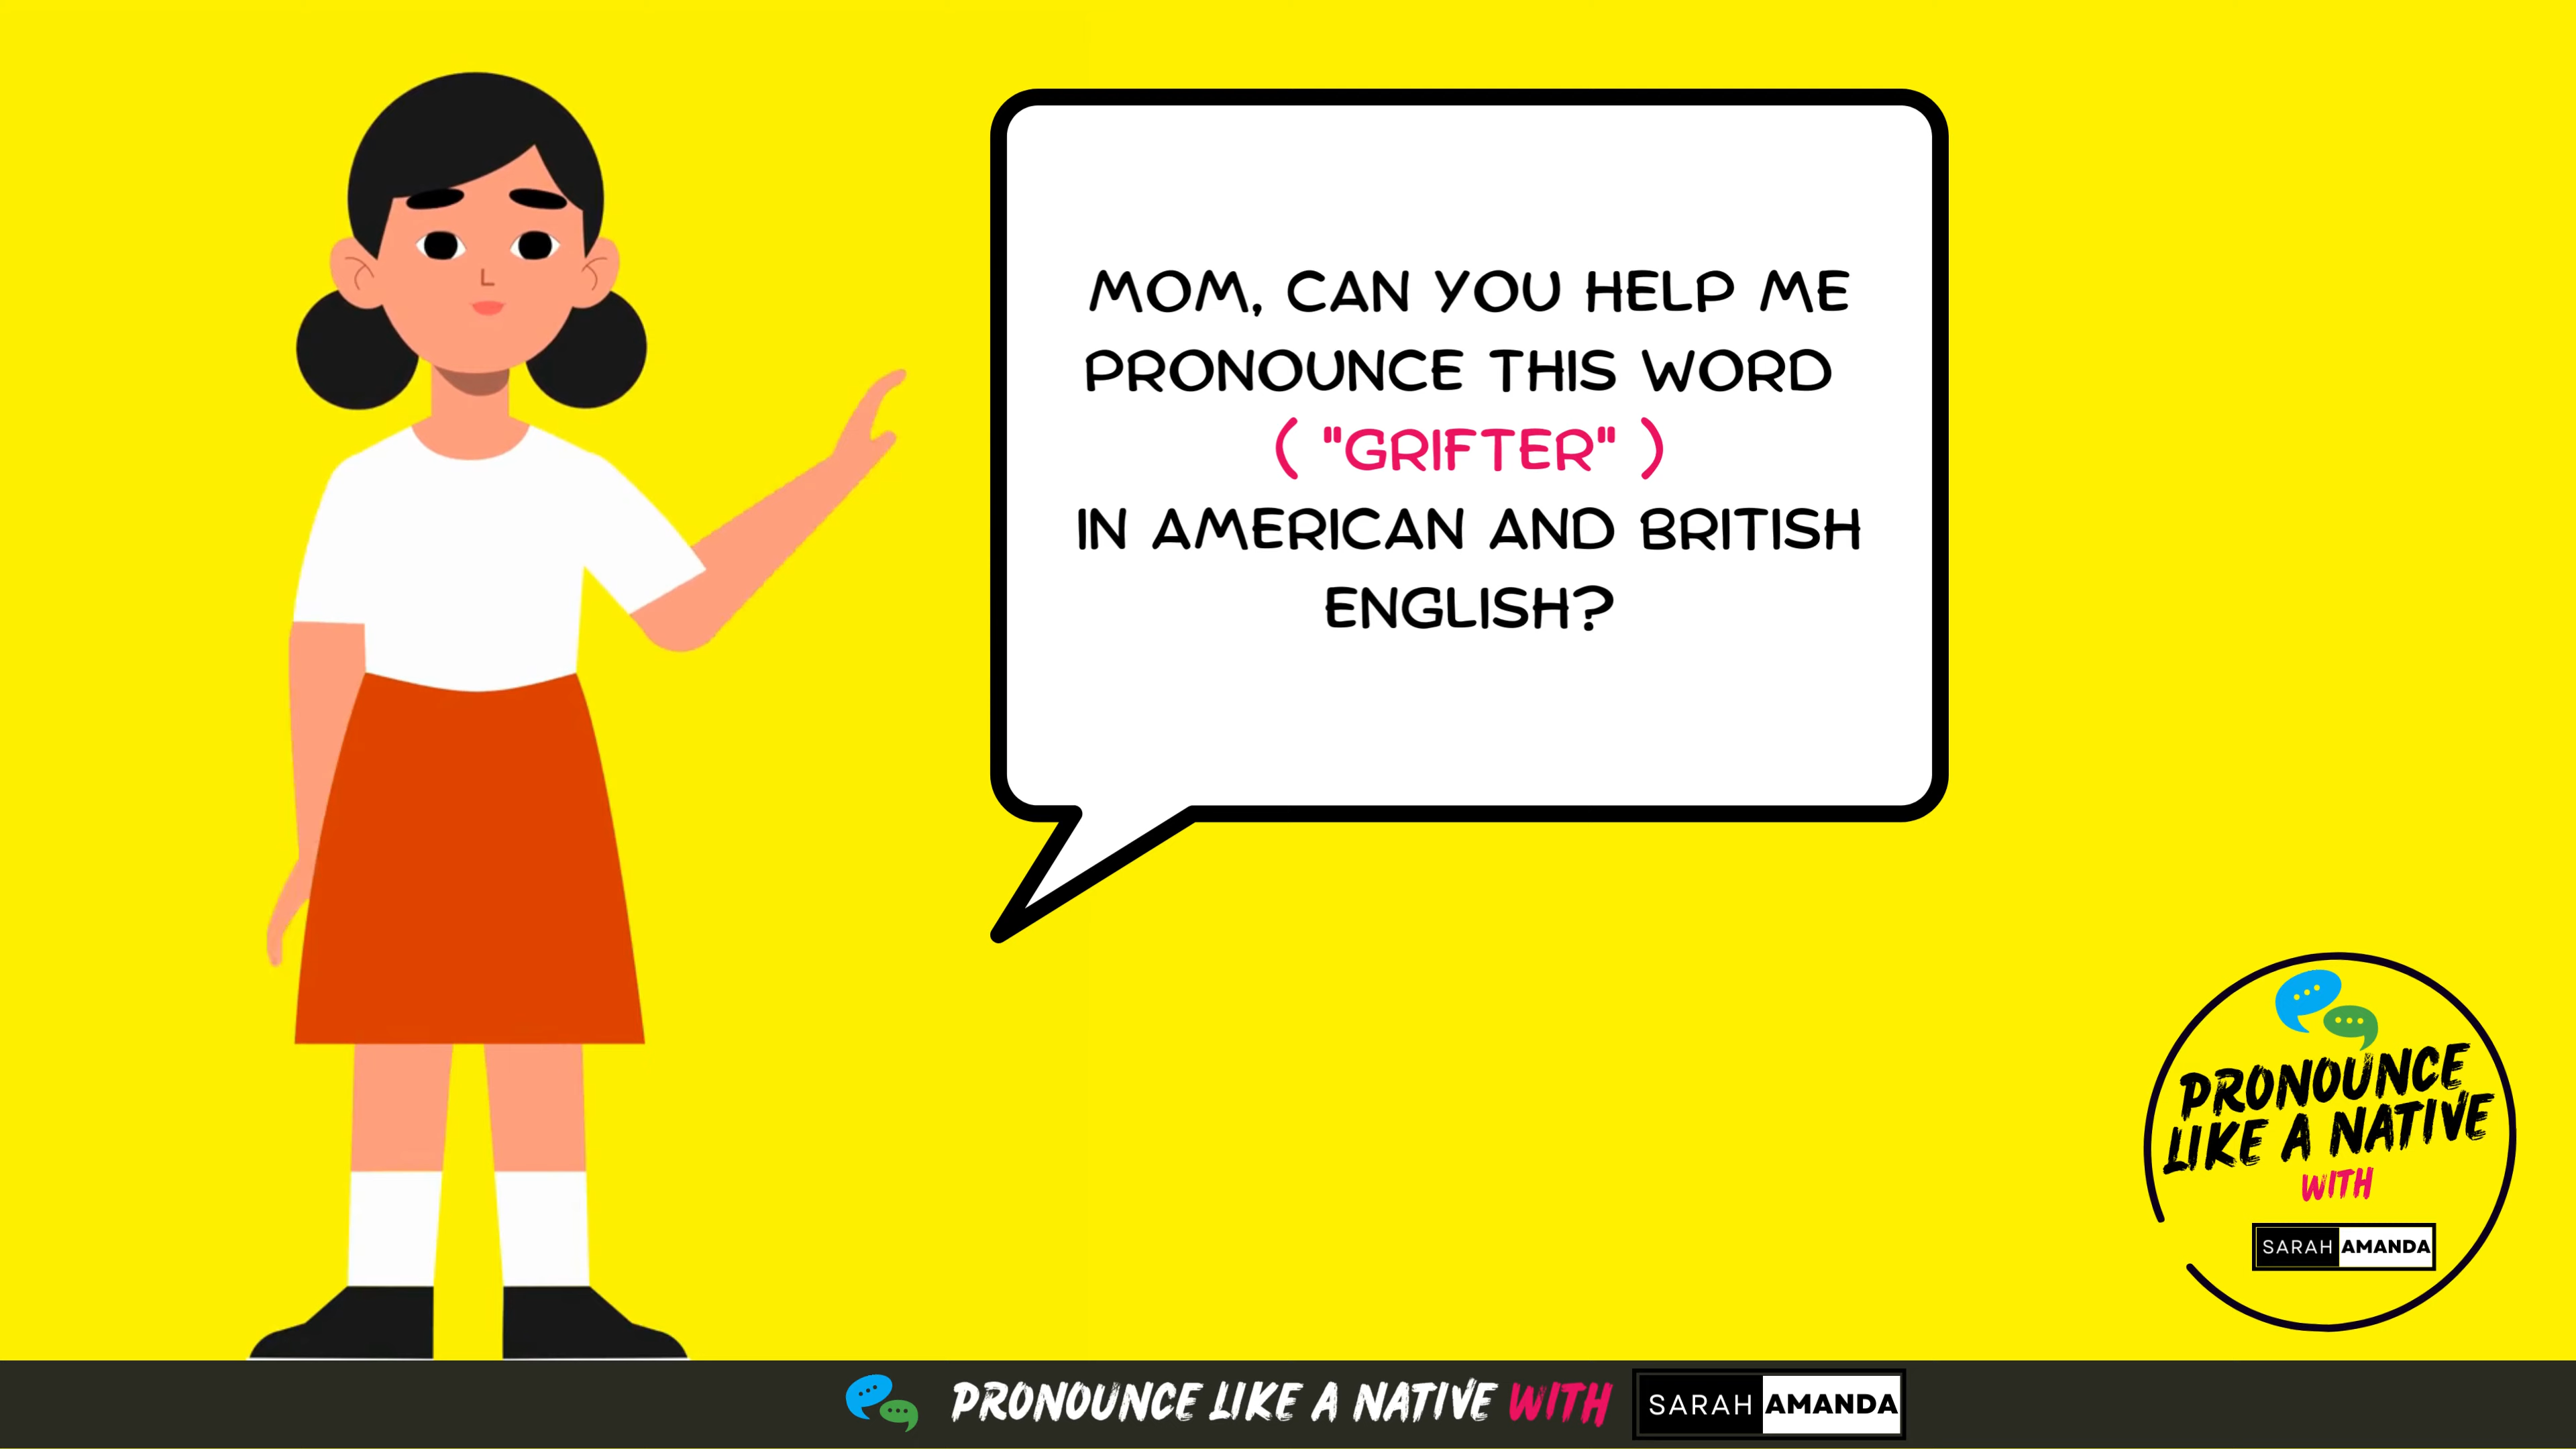 MOM, CAN YOU HELP ME
PRONOUNCE THIS WORD
( "GRIFTER" )
IN AMERICAN AND BRITISH
ENGLISH?
PRONOUNCE
LIKE A NATIVE
WITH
SARAH AMANDA
PRONOUNCE LIKE A NATIVE WITH SARAH AMANDA